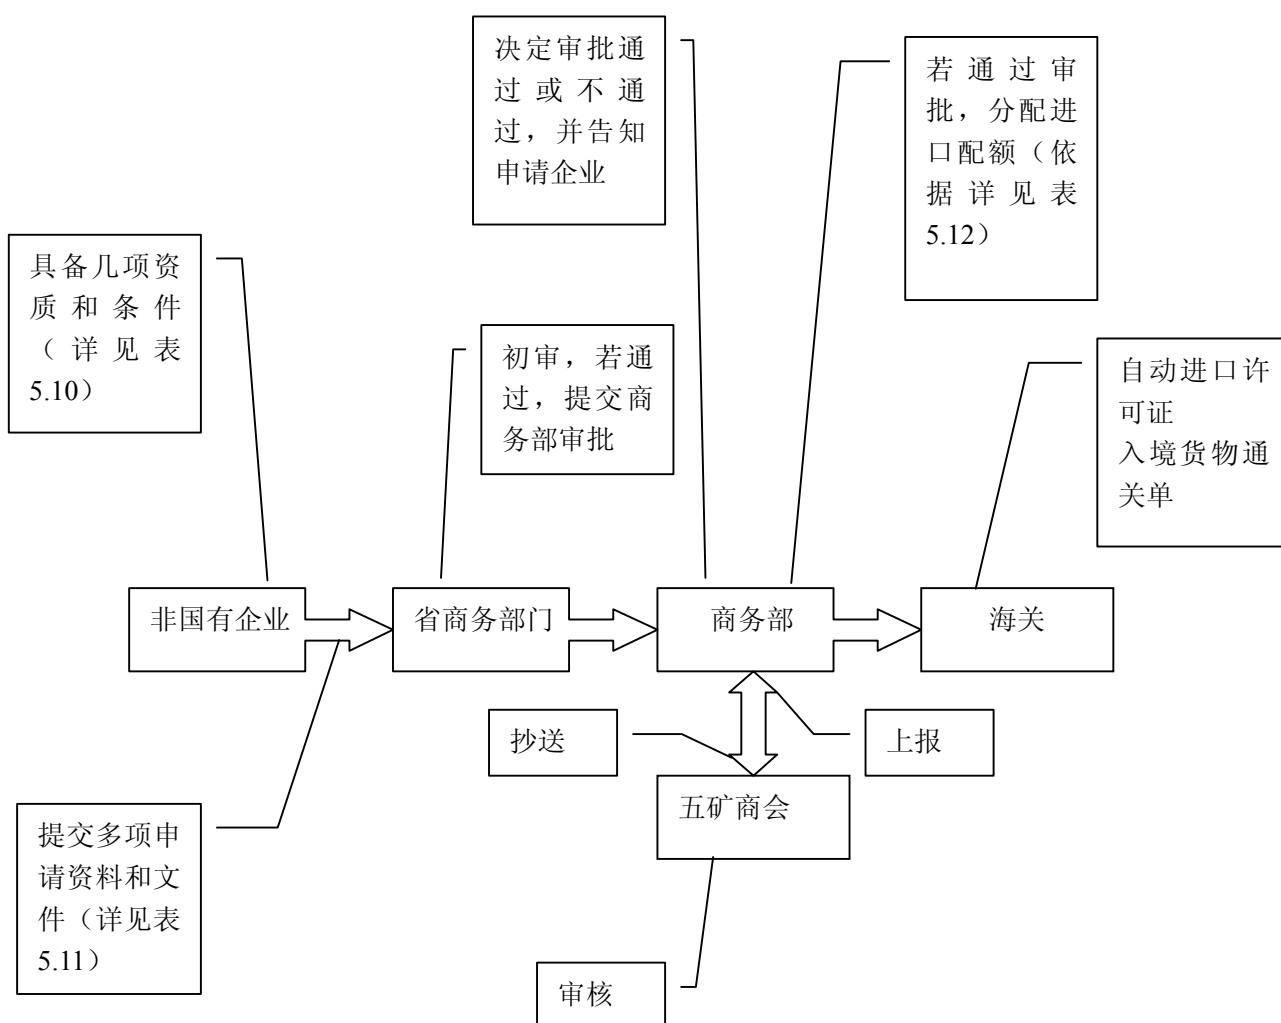 决定审批通
过或不通
过，并告知
申请企业
若通过审
批，分配进
口配额（依
据详见表
5.12）
具备几项资
质和条件
（详见表
5.10）
初审，若通
过，提交商
务部审批
自动进口许
可证
入境货物通
关单
非国有企业
省商务部门
商务部
海关
抄送
上报
五矿商会
提交多项申
请资料和文
件（详见表
5.11）
审核